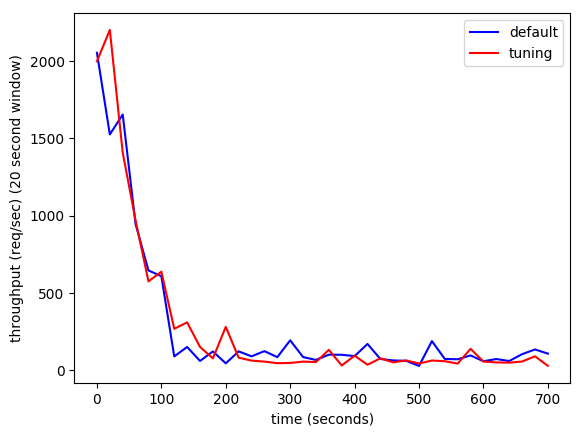 default
tuning
throughput (req/sec) (20 second window)
2000
1500
1000
500
0
0 100 200 300 400 500 600 700
time (seconds)